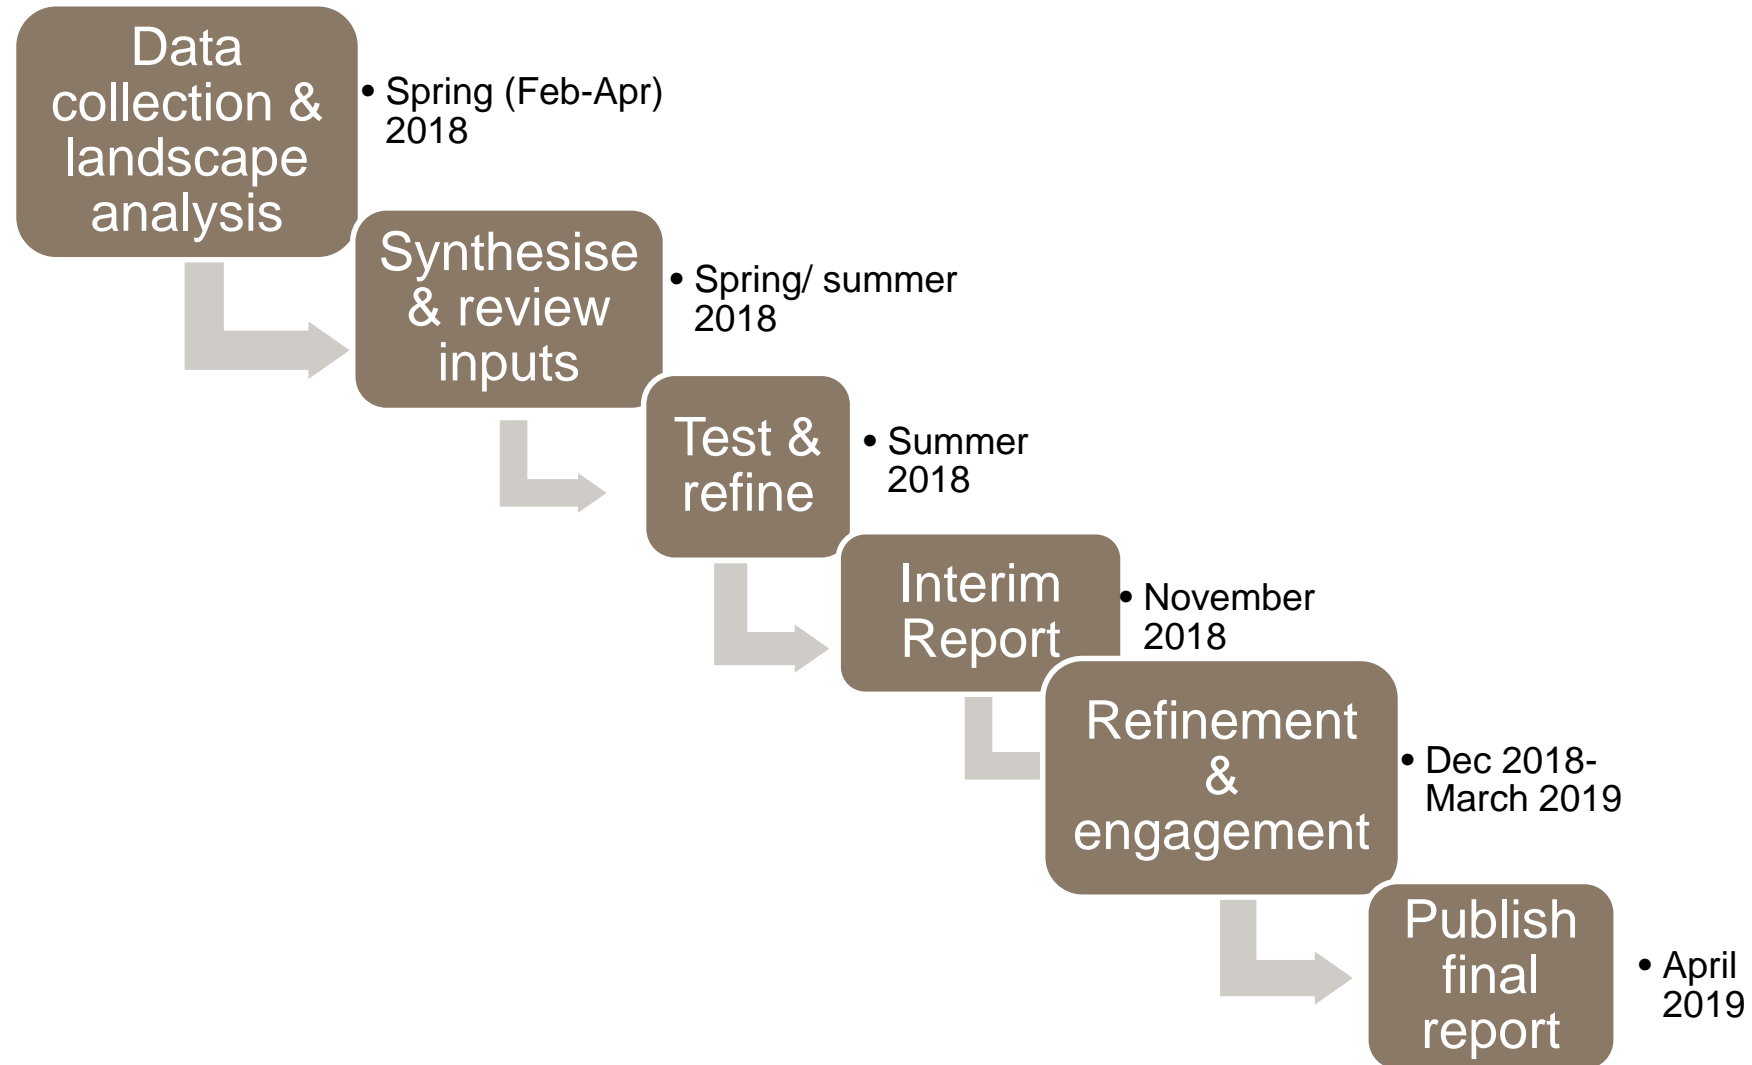 Data
collection &
landscape
analysis
• Spring (Feb-Apr)
2018
Synthesise
& review
inputs
• Spring/ summer
2018
Test &
refine
• Summer
2018
Interim
Report
• November
2018
Refinement
&
engagement
• Dec 2018-
March 2019
Publish
final
report
• April
2019